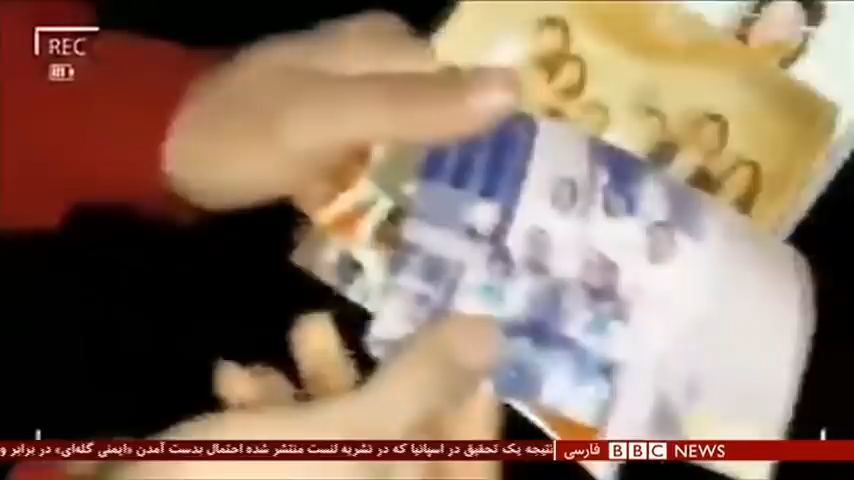 REC
نتیجه یک تحقیق در اسپانیا که در نشریه لنست منتشر شده احتمال بدست آمدن «ایمنی گله‌ای» در برابر و
فارسی BBC NEWS